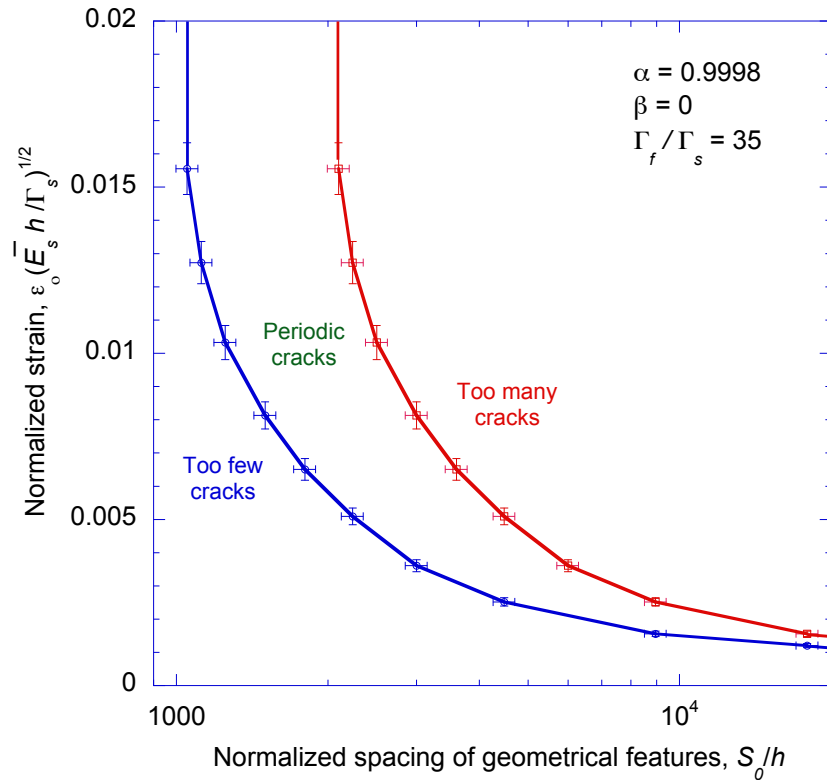 0.02
α = 0.9998
β = 0
Γf / Γs = 35
0.015
Normalized strain, εo(Ēs h /Γs)1/2
0.01
Periodic
cracks
Too many
cracks
Too few
cracks
0.005
0
1000
10⁴
Normalized spacing of geometrical features, S0/h